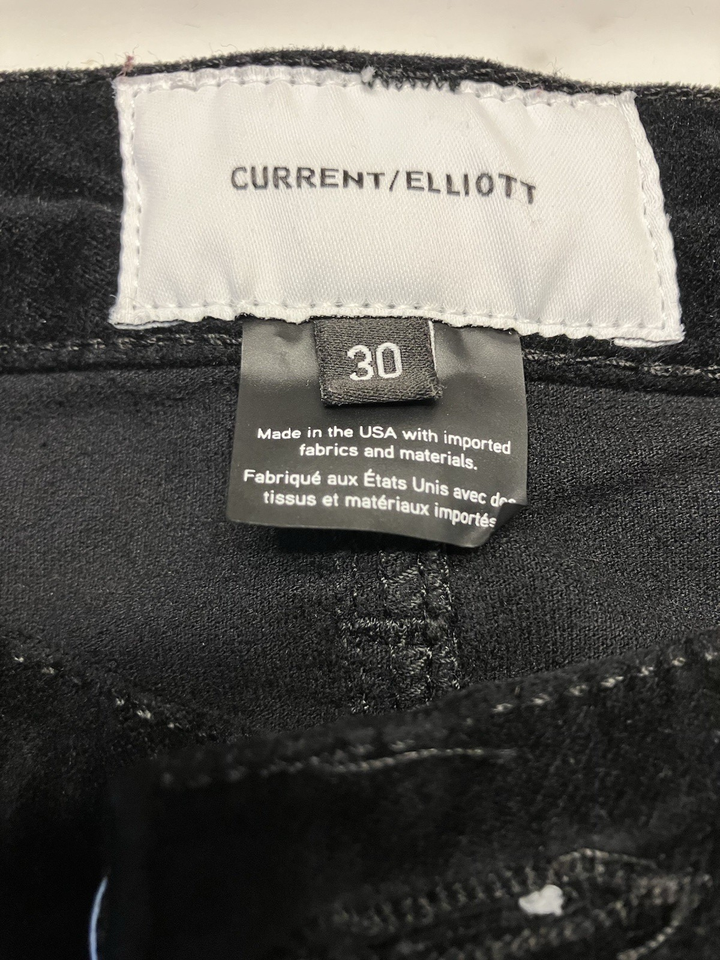 CURRENT/ELLIOTT
30
Made in the USA with imported
fabrics and materials.
Fabriqué aux États Unis avec des
tissus et matériaux importés